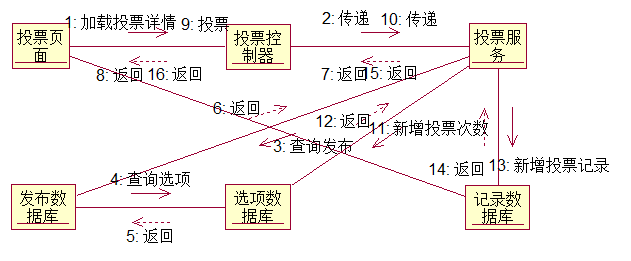 1: 加载投票详情
9: 投票
2: 传递
10: 传递
投票页
面
投票控
制器
投票服
务
8: 返回
16: 返回
7: 返回
15: 返回
6: 返回
12: 返回
11: 新增投票次数
3: 查询发布
4: 查询选项
14: 返回
13: 新增投票记录
发布数
据库
选项数
据库
记录数
据库
5: 返回